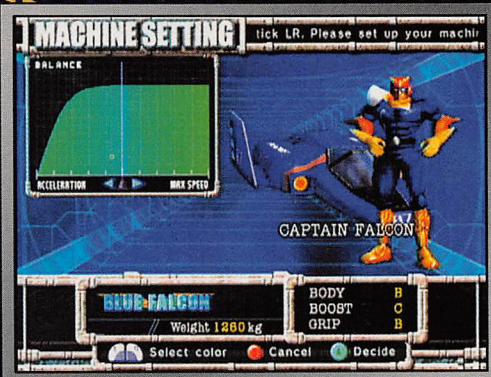 MACHINE SETTING
tick LR. Please set up your machin
BALANCE
ACCELERATION
MAX SPEED
CAPTAIN FALCON
BLUE FALCON
Weight 1260 kg
BODY B
BOOST C
GRIP B
Select color
Cancel
A Decide